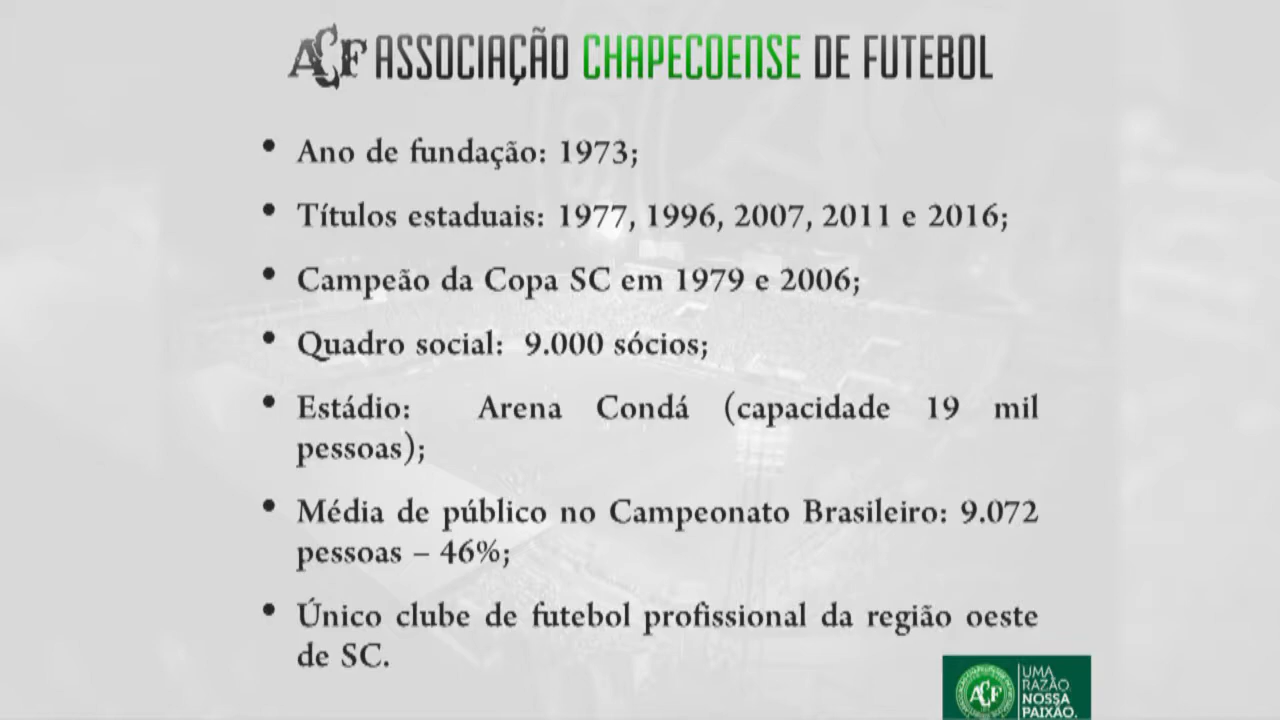 ACF ASSOCIAÇÃO CHAPECOENSE DE FUTEBOL
• Ano de fundação: 1973;
• Títulos estaduais: 1977, 1996, 2007, 2011 e 2016;
• Campeão da Copa SC em 1979 e 2006;
• Quadro social: 9.000 sócios;
• Estádio: Arena Condá (capacidade 19 mil
pessoas);
• Média de público no Campeonato Brasileiro: 9.072
pessoas – 46%;
• Único clube de futebol profissional da região oeste
de SC.
ACF
UMA
RAZÃO.
NOSSA
PAIXÃO.